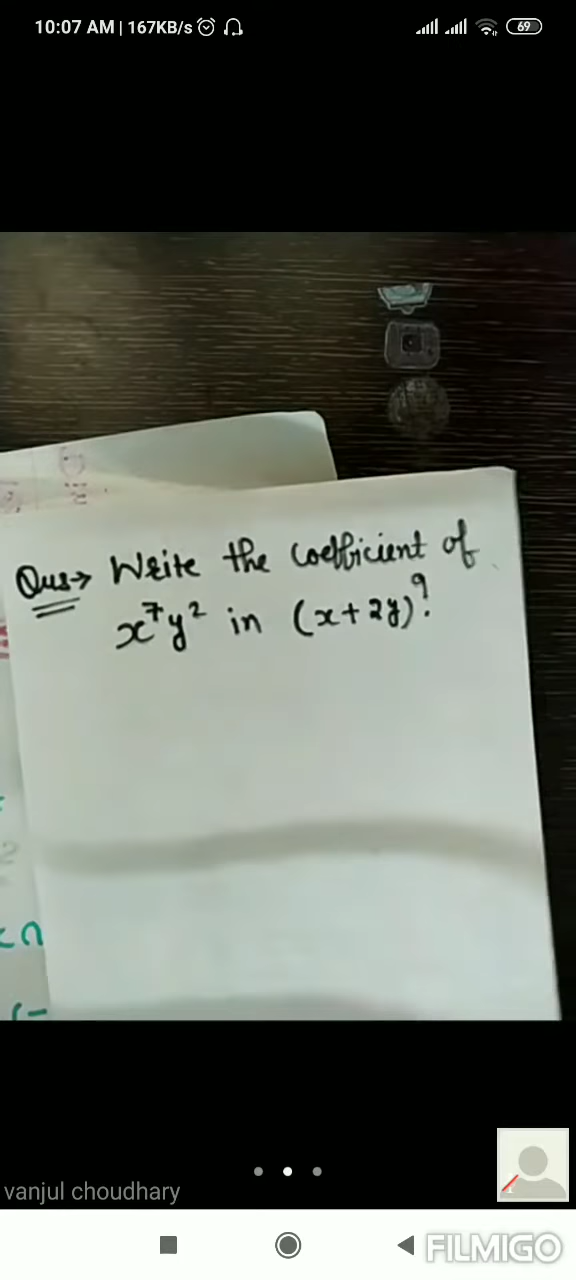 10:07 AM | 167KB/s
69
Ques→ Write the coefficient of
x⁷y² in (x+2y)⁹?
vanjul choudhary
FILMIGO